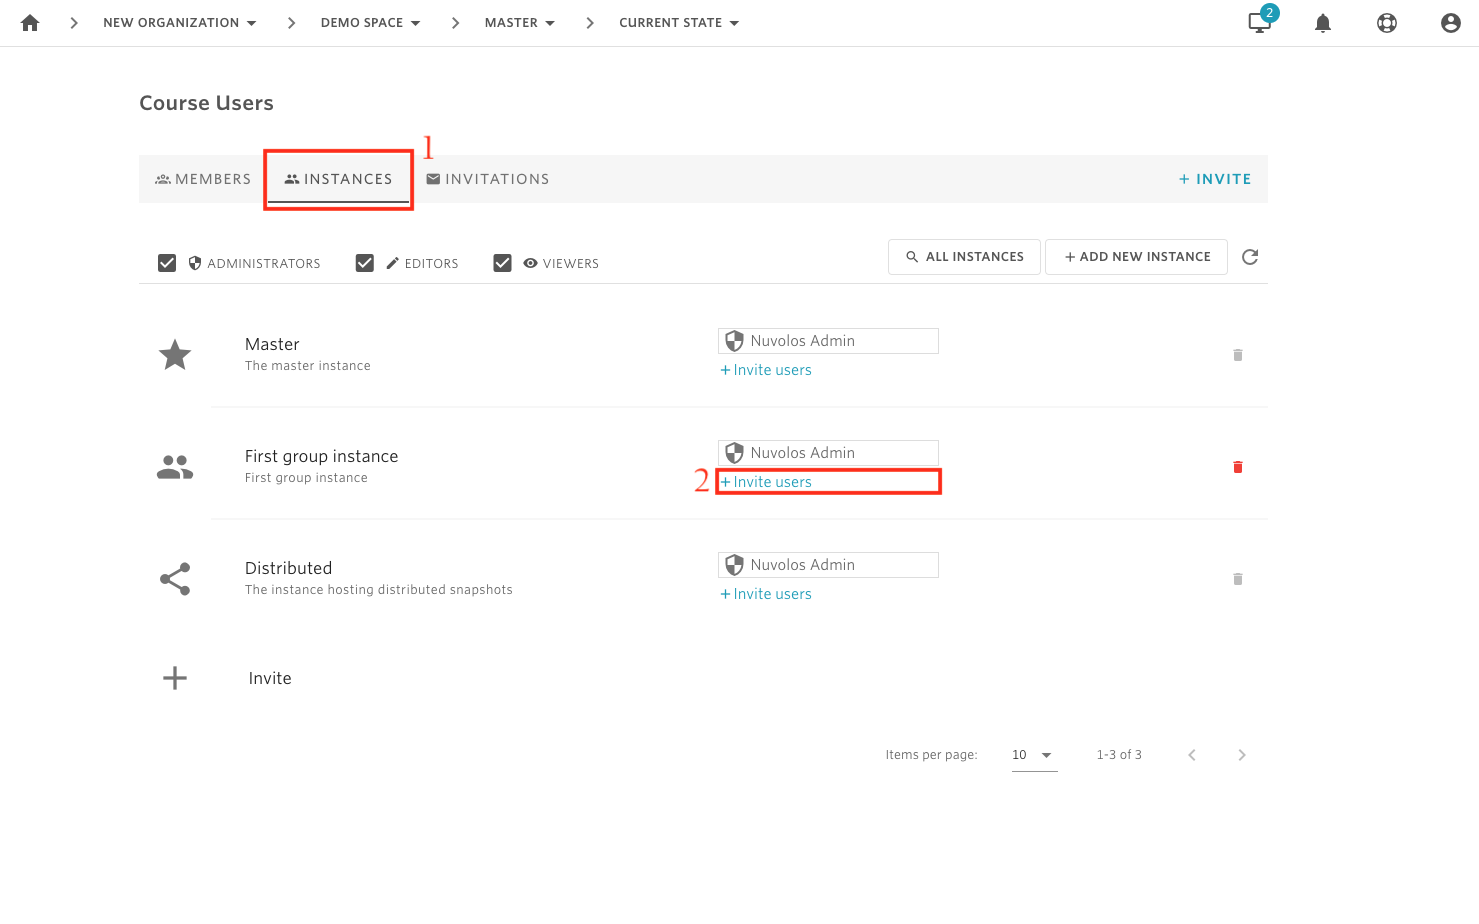 NEW ORGANIZATION DEMO SPACE MASTER CURRENT STATE 2
Course Users
1
MEMBERS INSTANCES INVITATIONS + INVITE
ADMINISTRATORS EDITORS VIEWERS ALL INSTANCES + ADD NEW INSTANCE
Master
The master instance
Nuvolos Admin
+ Invite users
First group instance
First group instance
Nuvolos Admin
2 + Invite users
Distributed
The instance hosting distributed snapshots
Nuvolos Admin
+ Invite users
Invite
Items per page: 10 1-3 of 3